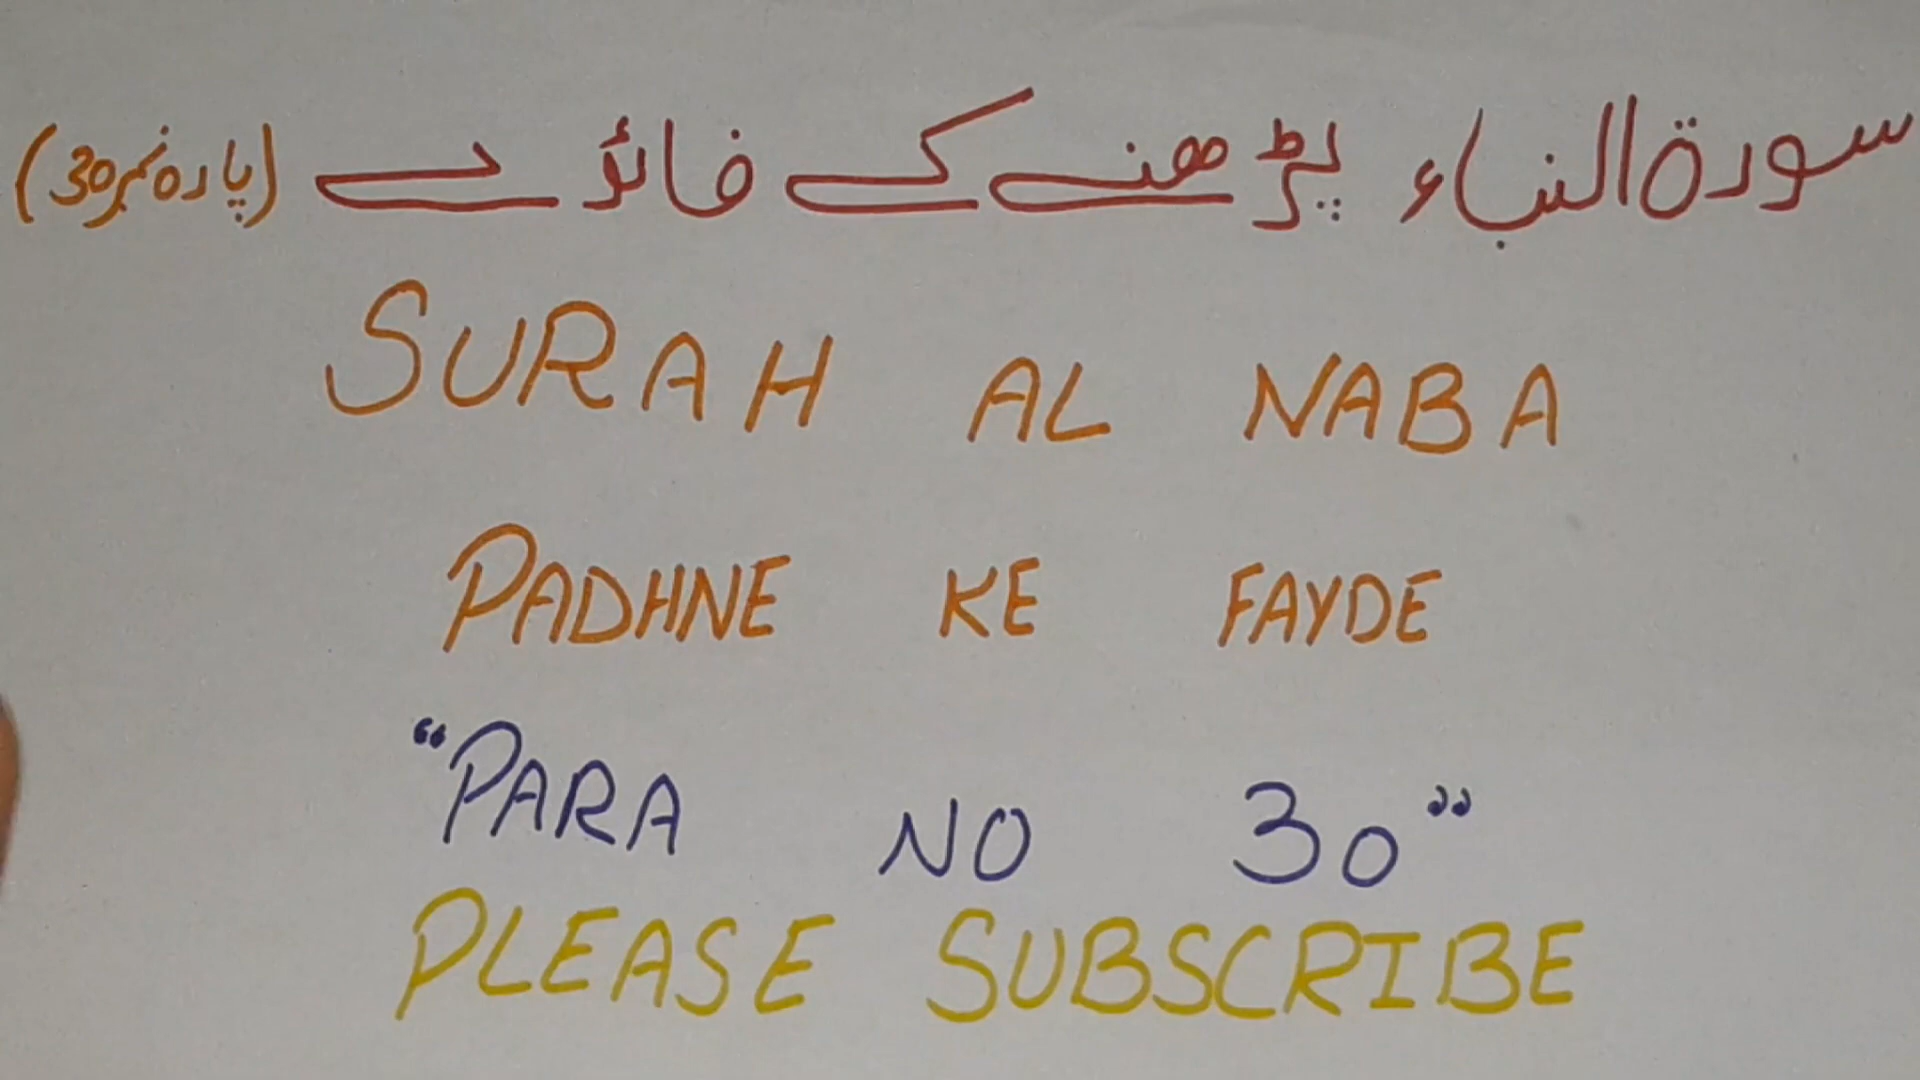 سورۃ النباء پڑھنے کے فائدے (پارہ نمبر 30)
SURAH AL NABA
PADHNE KE FAYDE
“PARA NO 30”
PLEASE SUBSCRIBE